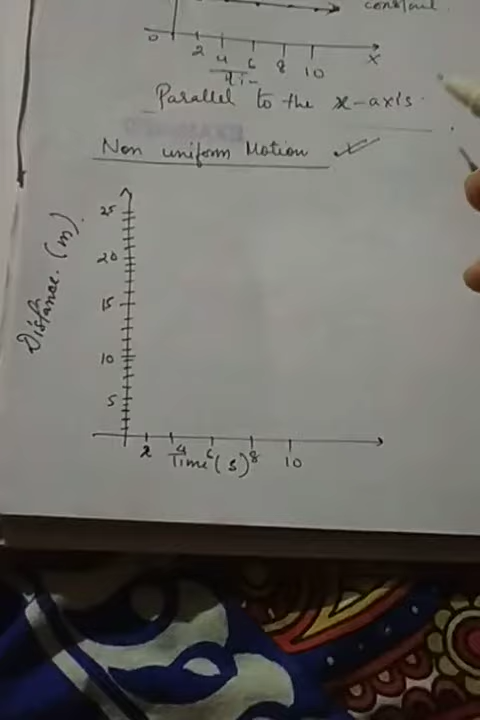 constant.
0 2 4 6 8 10 x
Parallel to the x-axis.
Non uniform Motion
Distance (m)
25
20
15
10
5
2 4 6 8 10
Time (s)